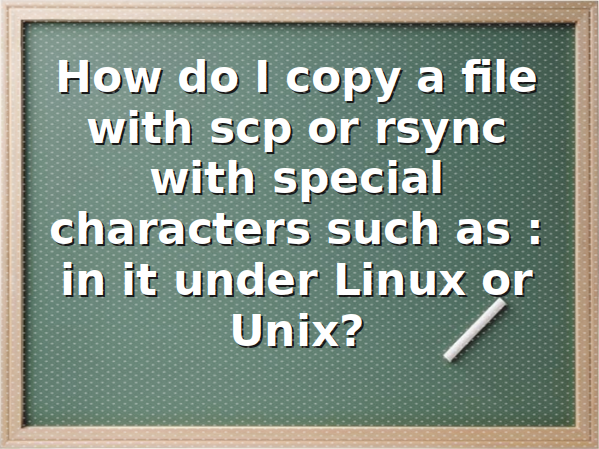 How do I copy a file
with scp or rsync
with special
characters such as :
in it under Linux or
Unix?